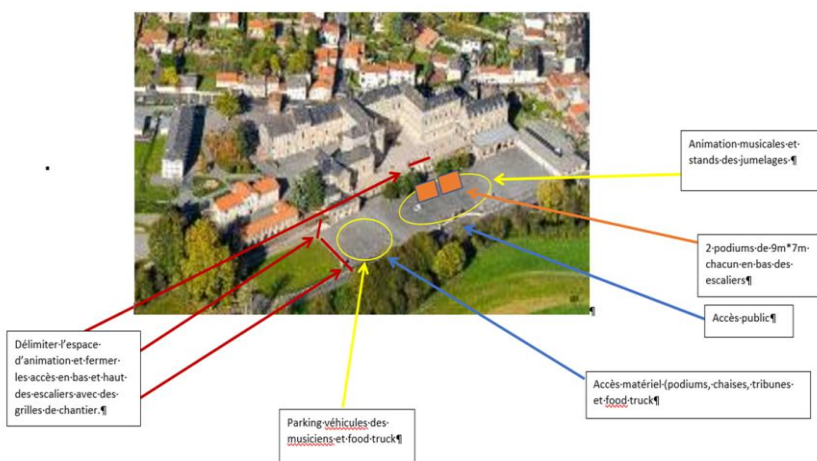 Animation musicales et
stands des jumelages ¶
2 podiums de 9m*7m
chacun en bas des
escaliers¶
Accès public¶
Accès matériel (podiums, chaises, tribunes
et food truck¶
Délimiter l'espace
d'animation et fermer
les accès en bas et haut
des escaliers avec des
grilles de chantier.¶
Parking véhicules des
musiciens et food truck¶
¶